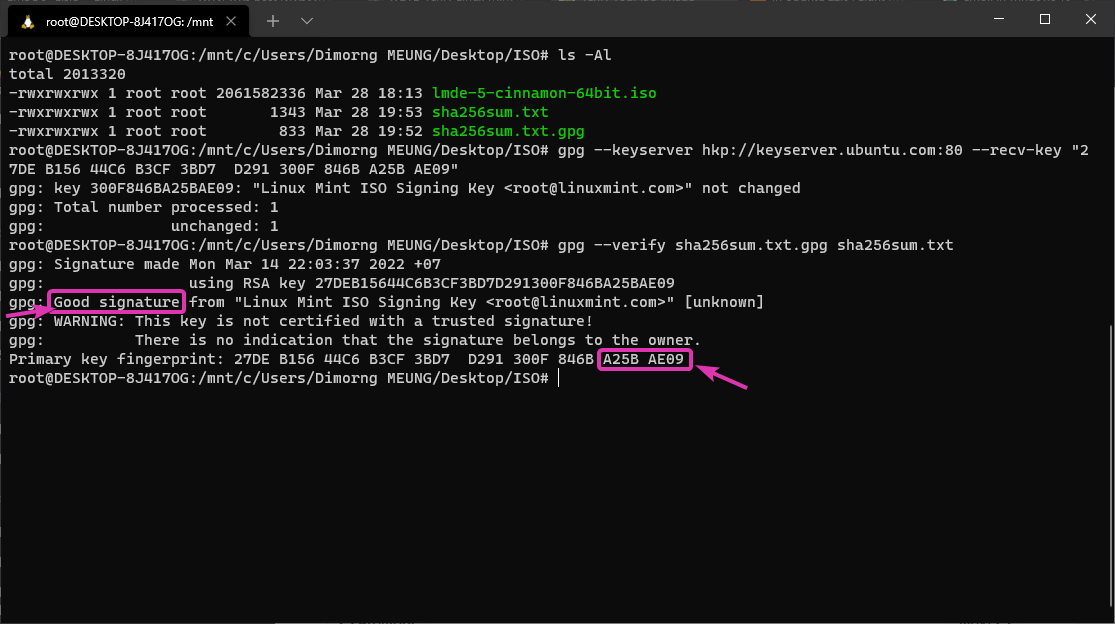 root@DESKTOP-8J417OG: /mnt
root@DESKTOP-8J417OG:/mnt/c/Users/Dimorng MEUNG/Desktop/ISO# ls -Al
total 2013320
-rwxrwxrwx 1 root root 2061582336 Mar 28 18:13 lmde-5-cinnamon-64bit.iso
-rwxrwxrwx 1 root root       1343 Mar 28 19:53 sha256sum.txt
-rwxrwxrwx 1 root root        833 Mar 28 19:52 sha256sum.txt.gpg
root@DESKTOP-8J417OG:/mnt/c/Users/Dimorng MEUNG/Desktop/ISO# gpg --keyserver hkp://keyserver.ubuntu.com:80 --recv-key "2
7DE B156 44C6 B3CF 3BD7  D291 300F 846B A25B AE09"
gpg: key 300F846BA25BAE09: "Linux Mint ISO Signing Key <root@linuxmint.com>" not changed
gpg: Total number processed: 1
gpg:              unchanged: 1
root@DESKTOP-8J417OG:/mnt/c/Users/Dimorng MEUNG/Desktop/ISO# gpg --verify sha256sum.txt.gpg sha256sum.txt
gpg: Signature made Mon Mar 14 22:03:37 2022 +07
gpg:                using RSA key 27DEB15644C6B3CF3BD7D291300F846BA25BAE09
gpg: Good signature from "Linux Mint ISO Signing Key <root@linuxmint.com>" [unknown]
gpg: WARNING: This key is not certified with a trusted signature!
gpg:          There is no indication that the signature belongs to the owner.
Primary key fingerprint: 27DE B156 44C6 B3CF 3BD7  D291 300F 846B A25B AE09
root@DESKTOP-8J417OG:/mnt/c/Users/Dimorng MEUNG/Desktop/ISO#